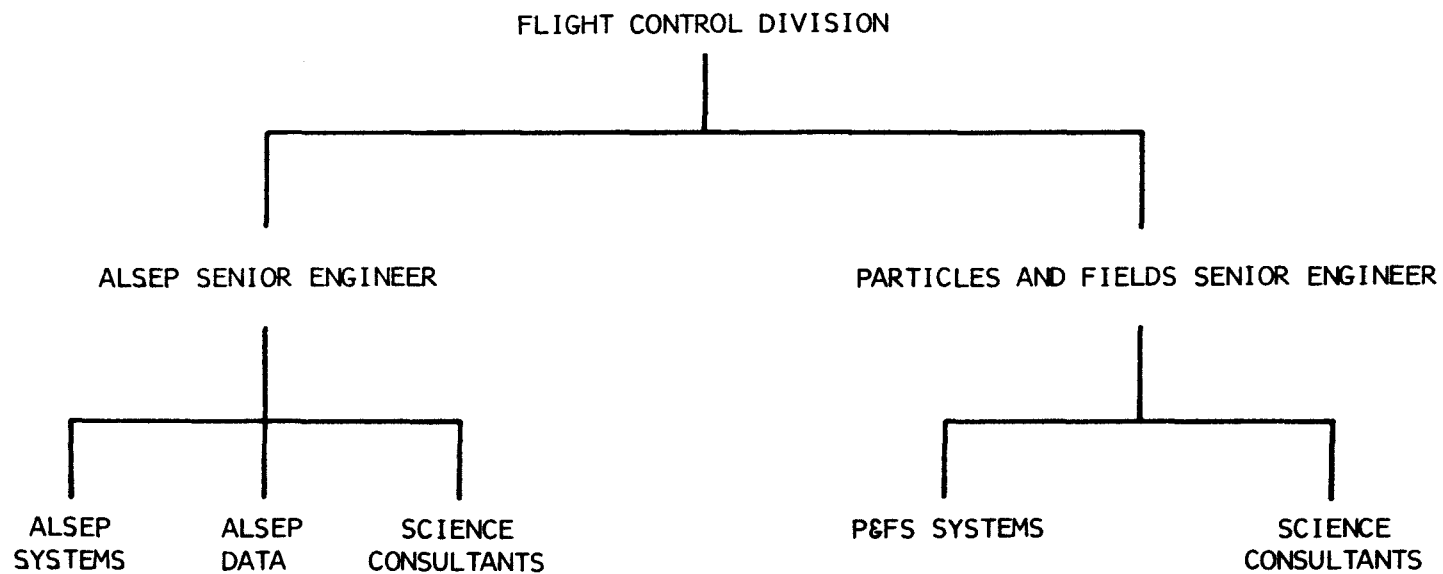 FLIGHT CONTROL DIVISION
ALSEP SENIOR ENGINEER
PARTICLES AND FIELDS SENIOR ENGINEER
ALSEP
SYSTEMS
ALSEP
DATA
SCIENCE
CONSULTANTS
P&FS SYSTEMS
SCIENCE
CONSULTANTS